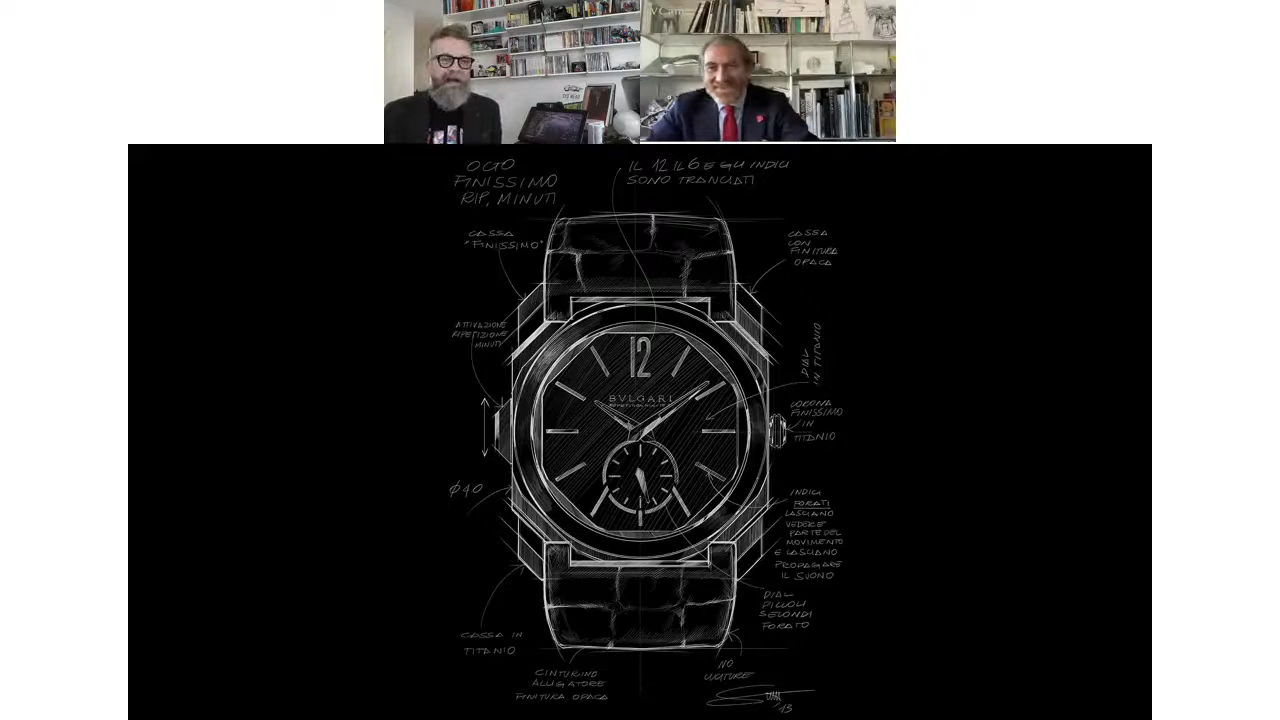 VCam
OCTO
FINISSIMO
RIP, MINUTI
IL 12 IL 6 E GLI INDICI
SONO TRANCIATI
CASSA
"FINISSIMO"
CASSA
CON
FINITURA
OPACA
ATTIVAZIONE
RIPETIZIONE
MINUTI
DIAL
IN TITANIO
12
BVLGARI
CORONA
FINISSIMO
IN
TITANIO
Φ40
INDICI
FORATI
LASCIANO
VEDERE
PARTE DEL
MOVIMENTO
E LASCIANO
PROPAGARE
IL SUONO
DIAL
PICCOLI
SECONDI
FORATO
CASSA IN
TITANIO
CINTURINO
ALLIGATORE
FINITURA OPACA
NO
CUCITURE
'13